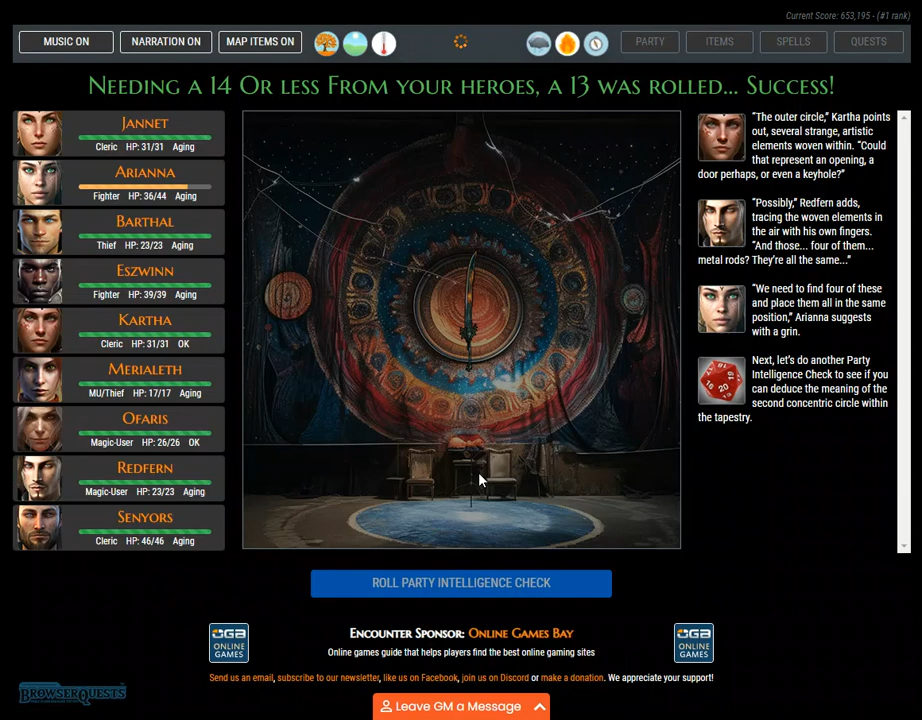 Current Score: 653,195 - (#1 rank)
MUSIC ON
NARRATION ON
MAP ITEMS ON
PARTY
ITEMS
SPELLS
QUESTS
Needing a 14 Or less From your heroes, a 13 was rolled... Success!
Jannet
Cleric HP: 31/31 Aging
Arianna
Fighter HP: 36/44 Aging
Barthal
Thief HP: 23/23 Aging
Eszwinn
Fighter HP: 39/39 Aging
Kartha
Cleric HP: 31/31 OK
Merialeth
MU/Thief HP: 17/17 Aging
Ofaris
Magic-User HP: 26/26 OK
Redfern
Magic-User HP: 23/23 Aging
Senyors
Cleric HP: 46/46 Aging
"The outer circle," Kartha points
out, several strange, artistic
elements woven within. "Could
that represent an opening, a
door perhaps, or even a keyhole?"
"Possibly," Redfern adds,
tracing the woven elements in
the air with his own fingers.
"And those... four of them...
metal rods? They're all the same..."
"We need to find four of these
and place them all in the same
position," Arianna suggests
with a grin.
Next, let's do another Party
Intelligence Check to see if you
can deduce the meaning of the
second concentric circle within
the tapestry.
ROLL PARTY INTELLIGENCE CHECK
OGB
ONLINE
GAMES
Encounter Sponsor: Online Games Bay
Online games guide that helps players find the best online gaming sites
OGB
ONLINE
GAMES
Send us an email, subscribe to our newsletter, like us on Facebook, join us on Discord or make a donation. We appreciate your support!
BrowserQuests
Leave GM a Message